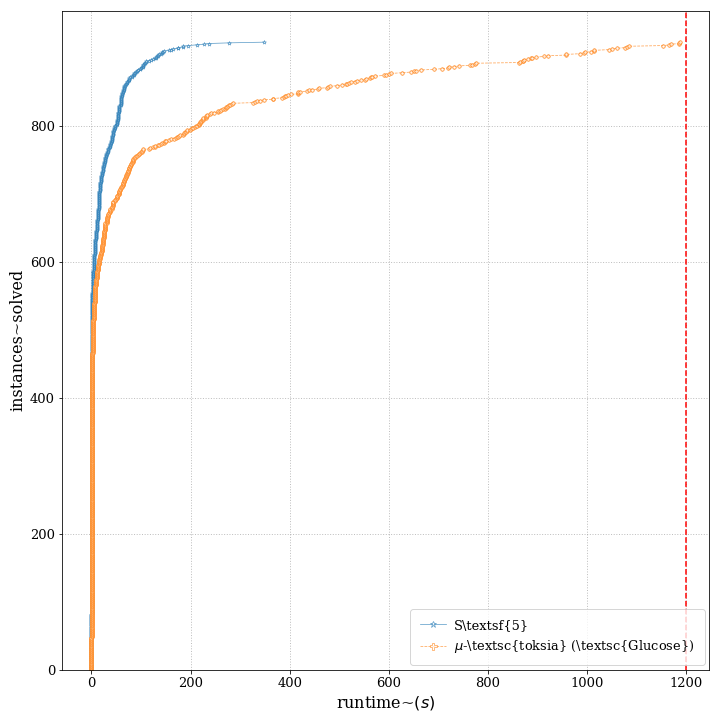 instances~solved
800
600
400
200
0
0 200 400 600 800 1000 1200
runtime~(s)
S\textsf{5}
μ-\textsc{toksia} (\textsc{Glucose})